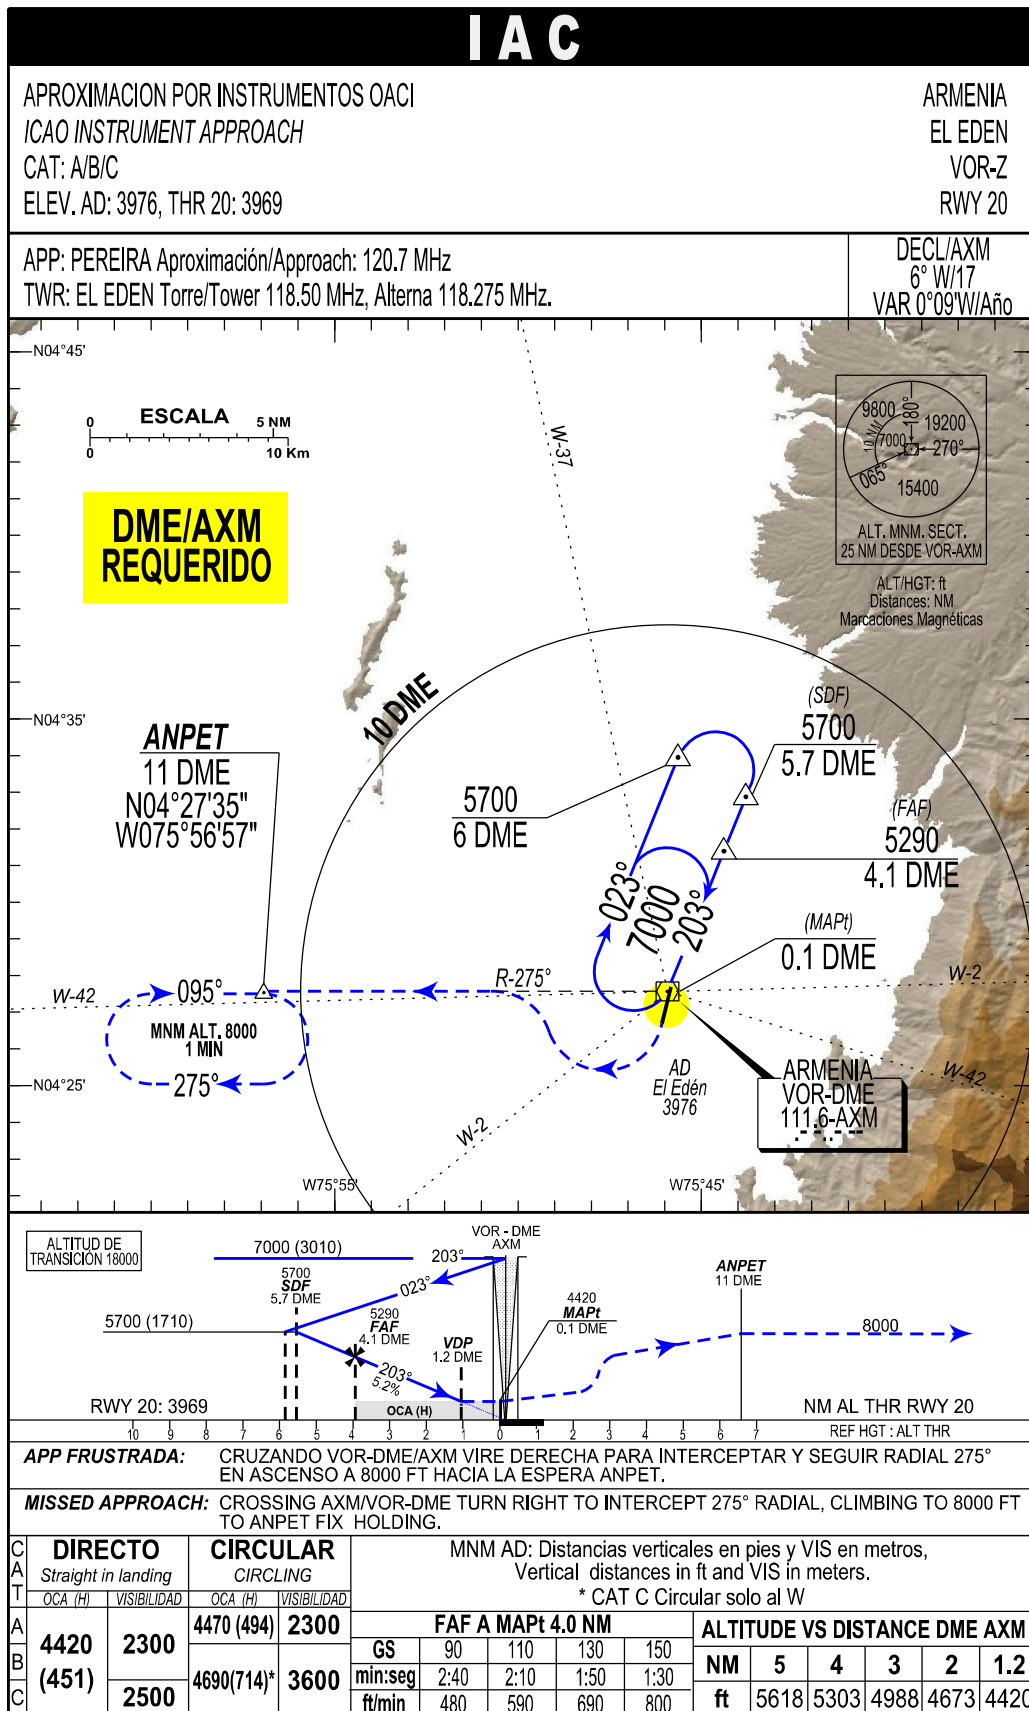 IAC
APROXIMACION POR INSTRUMENTOS OACI
ICAO INSTRUMENT APPROACH
CAT: A/B/C
ELEV. AD: 3976, THR 20: 3969
ARMENIA
EL EDEN
VOR-Z
RWY 20
APP: PEREIRA Aproximación/Approach: 120.7 MHz
TWR: EL EDEN Torre/Tower 118.50 MHz, Alterna 118.275 MHz.
DECL/AXM
6° W/17
VAR 0°09'W/Año
N04°45'
0 ESCALA 5 NM
0 10 Km
DME/AXM
REQUERIDO
W-37
9800
180°
19200
10 NM
7000
270°
065°
15400
ALT. MNM. SECT.
25 NM DESDE VOR-AXM
ALT/HGT: ft
Distances: NM
Marcaciones Magnéticas
N04°35'
10 DME
ANPET
11 DME
N04°27'35"
W075°56'57"
5700
6 DME
(SDF)
5700
5.7 DME
(FAF)
5290
4.1 DME
023°
7000
203°
(MAPt)
0.1 DME
W-42
095°
R-275°
W-2
MNM ALT. 8000
1 MIN
275°
N04°25'
AD
El Edén
3976
ARMENIA
VOR-DME
111.6-AXM
W-42
W-2
W75°55'
W75°45'
ALTITUD DE
TRANSICIÓN 18000
7000 (3010)
203°
VOR - DME
AXM
023°
5700
SDF
5.7 DME
5700 (1710)
5290
FAF
4.1 DME
VDP
1.2 DME
203°
5.2%
4420
MAPt
0.1 DME
ANPET
11 DME
8000
RWY 20: 3969
OCA (H)
NM AL THR RWY 20
10 9 8 7 6 5 4 3 2 1 0 1 2 3 4 5 6 7
REF HGT : ALT THR
APP FRUSTRADA: CRUZANDO VOR-DME/AXM VIRE DERECHA PARA INTERCEPTAR Y SEGUIR RADIAL 275°
EN ASCENSO A 8000 FT HACIA LA ESPERA ANPET.
MISSED APPROACH: CROSSING AXM/VOR-DME TURN RIGHT TO INTERCEPT 275° RADIAL, CLIMBING TO 8000 FT
TO ANPET FIX HOLDING.
CAT
DIRECTO
Straight in landing
CIRCULAR
CIRCLING
OCA (H) VISIBILIDAD OCA (H) VISIBILIDAD
A
B
C
4420
(451)
2300
2500
4470 (494) 2300
4690(714)* 3600
MNM AD: Distancias verticales en pies y VIS en metros,
Vertical distances in ft and VIS in meters.
* CAT C Circular solo al W
FAF A MAPt 4.0 NM
GS 90 110 130 150
min:seg 2:40 2:10 1:50 1:30
ft/min 480 590 690 800
ALTITUDE VS DISTANCE DME AXM
NM 5 4 3 2 1.2
ft 5618 5303 4988 4673 4420